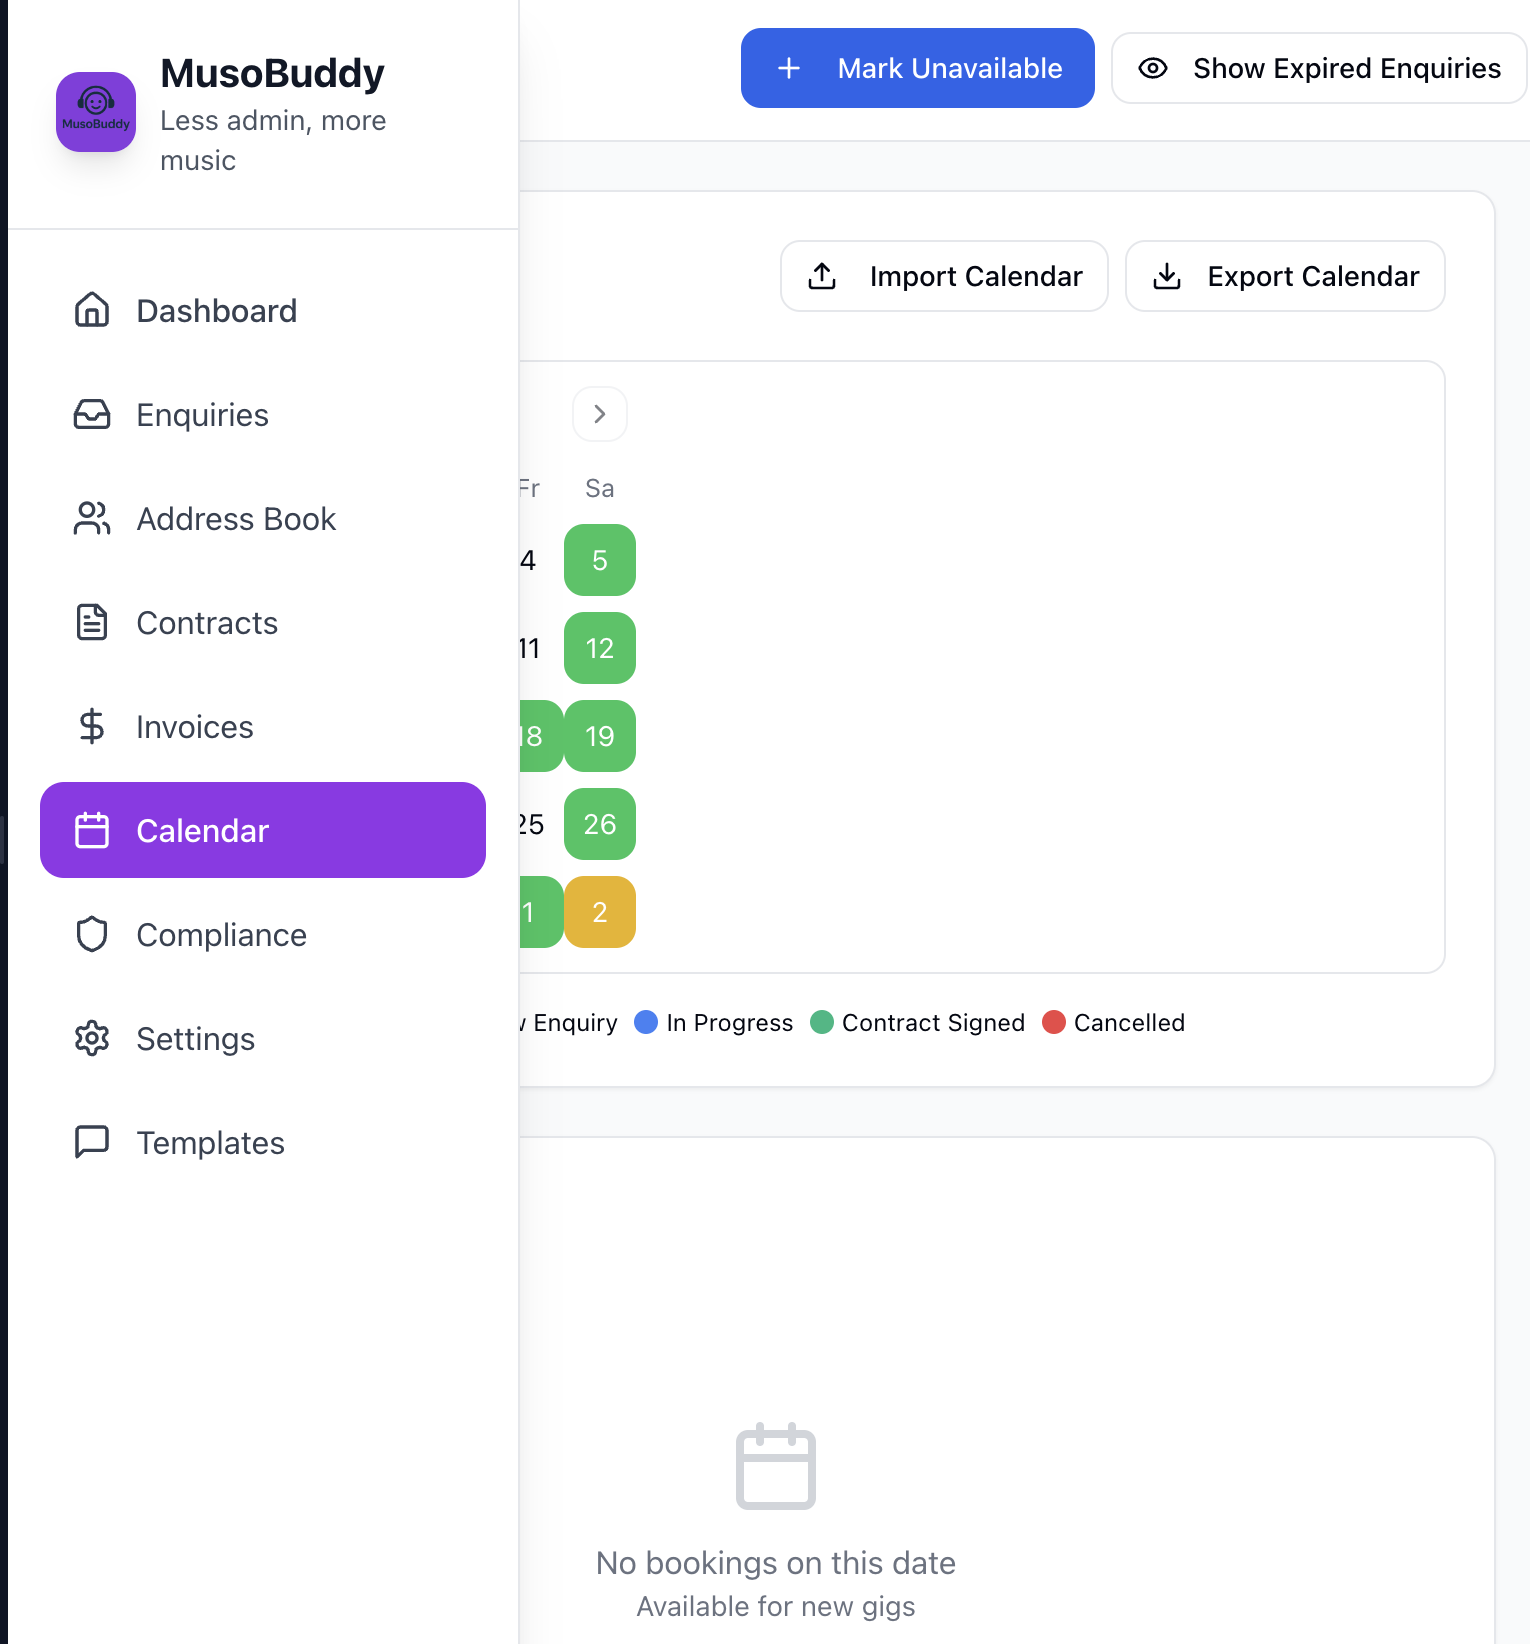 MusoBuddy
MusoBuddy
Less admin, more
music
Dashboard
Enquiries
Address Book
Contracts
Invoices
Calendar
Compliance
Settings
Templates
Mark Unavailable
Show Expired Enquiries
Import Calendar
Export Calendar
Fr Sa
4 5
11 12
18 19
25 26
1 2
Enquiry In Progress Contract Signed Cancelled
No bookings on this date
Available for new gigs